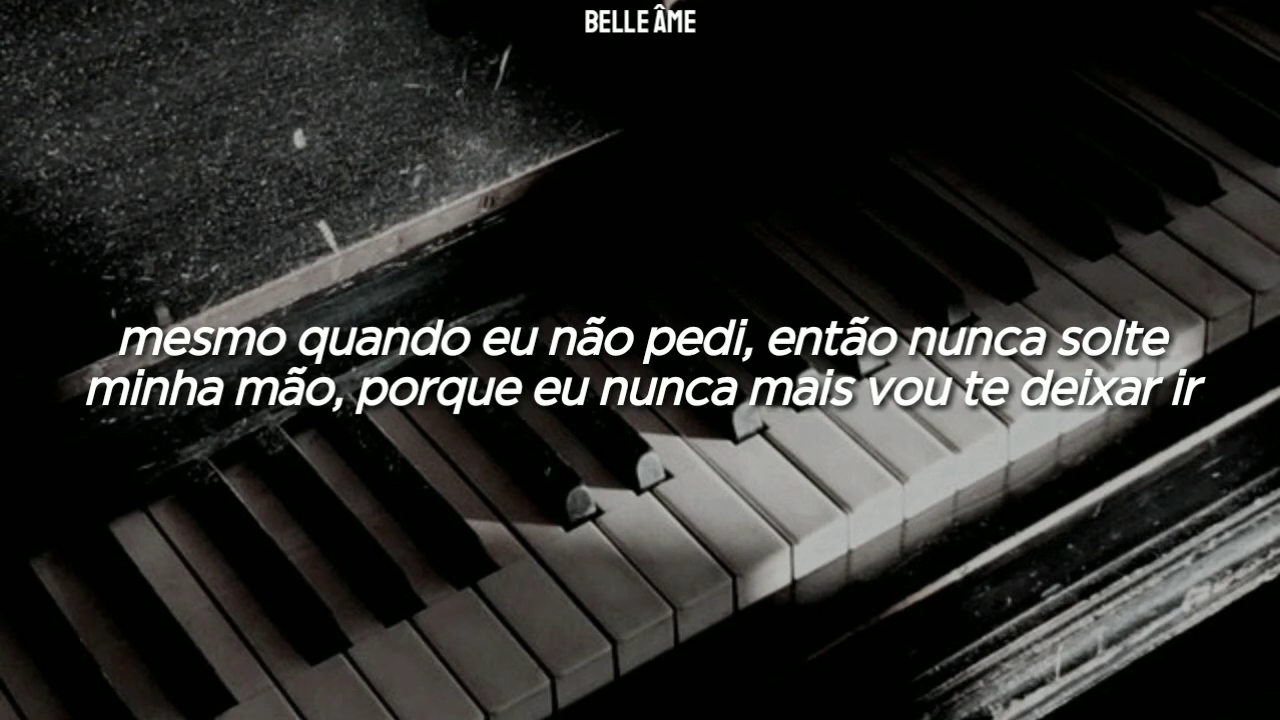 BELLE ÂME
mesmo quando eu não pedi, então nunca solte
minha mão, porque eu nunca mais vou te deixar ir